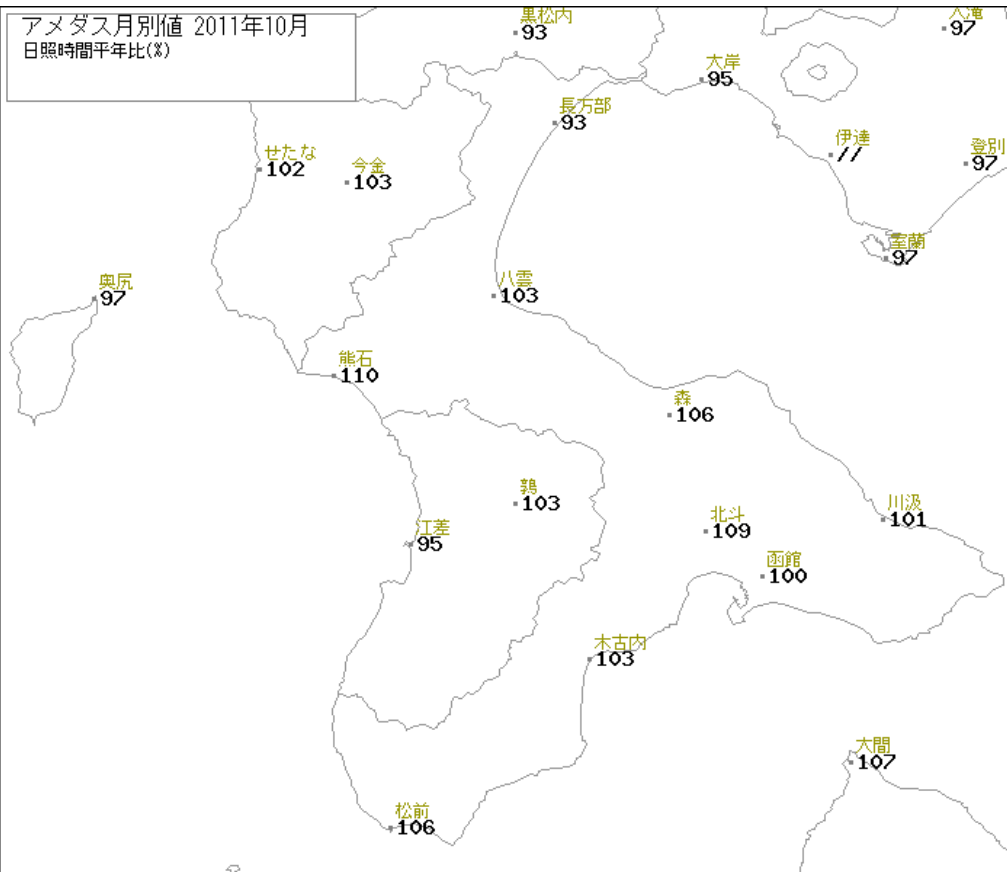 アメダス月別値 2011年10月
日照時間平年比(%)
黒松内
93
大滝
97
大岸
95
長万部
93
伊達
//
登別
97
せたな
102
今金
103
室蘭
97
奥尻
97
八雲
103
熊石
110
森
106
鶉
103
川汲
101
北斗
109
江差
95
函館
100
木古内
103
大間
107
松前
106